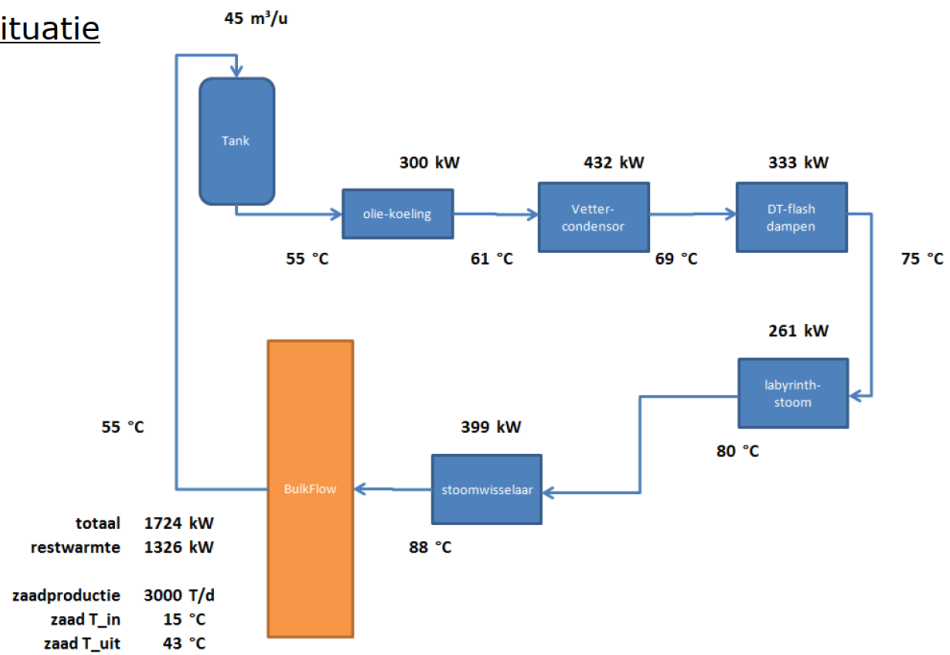 ituatie
45 m³/u
Tank
300 kW
432 kW
333 kW
olie-koeling
Vetter-
condensor
DT-flash
dampen
55 °C
61 °C
69 °C
75 °C
261 kW
labyrinth-
stoom
80 °C
55 °C
399 kW
BulkFlow
stoomwisselaar
88 °C
totaal 1724 kW
restwarmte 1326 kW
zaadproductie 3000 T/d
zaad T_in 15 °C
zaad T_uit 43 °C